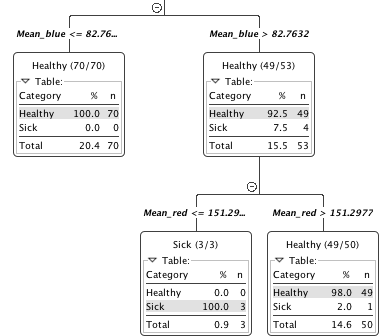 Mean_blue <= 82.76...
Mean_blue > 82.7632
Healthy (70/70)
Table:
Category % n
Healthy 100.0 70
Sick 0.0 0
Total 20.4 70
Healthy (49/53)
Table:
Category % n
Healthy 92.5 49
Sick 7.5 4
Total 15.5 53
Mean_red <= 151.29...
Mean_red > 151.2977
Sick (3/3)
Table:
Category % n
Healthy 0.0 0
Sick 100.0 3
Total 0.9 3
Healthy (49/50)
Table:
Category % n
Healthy 98.0 49
Sick 2.0 1
Total 14.6 50